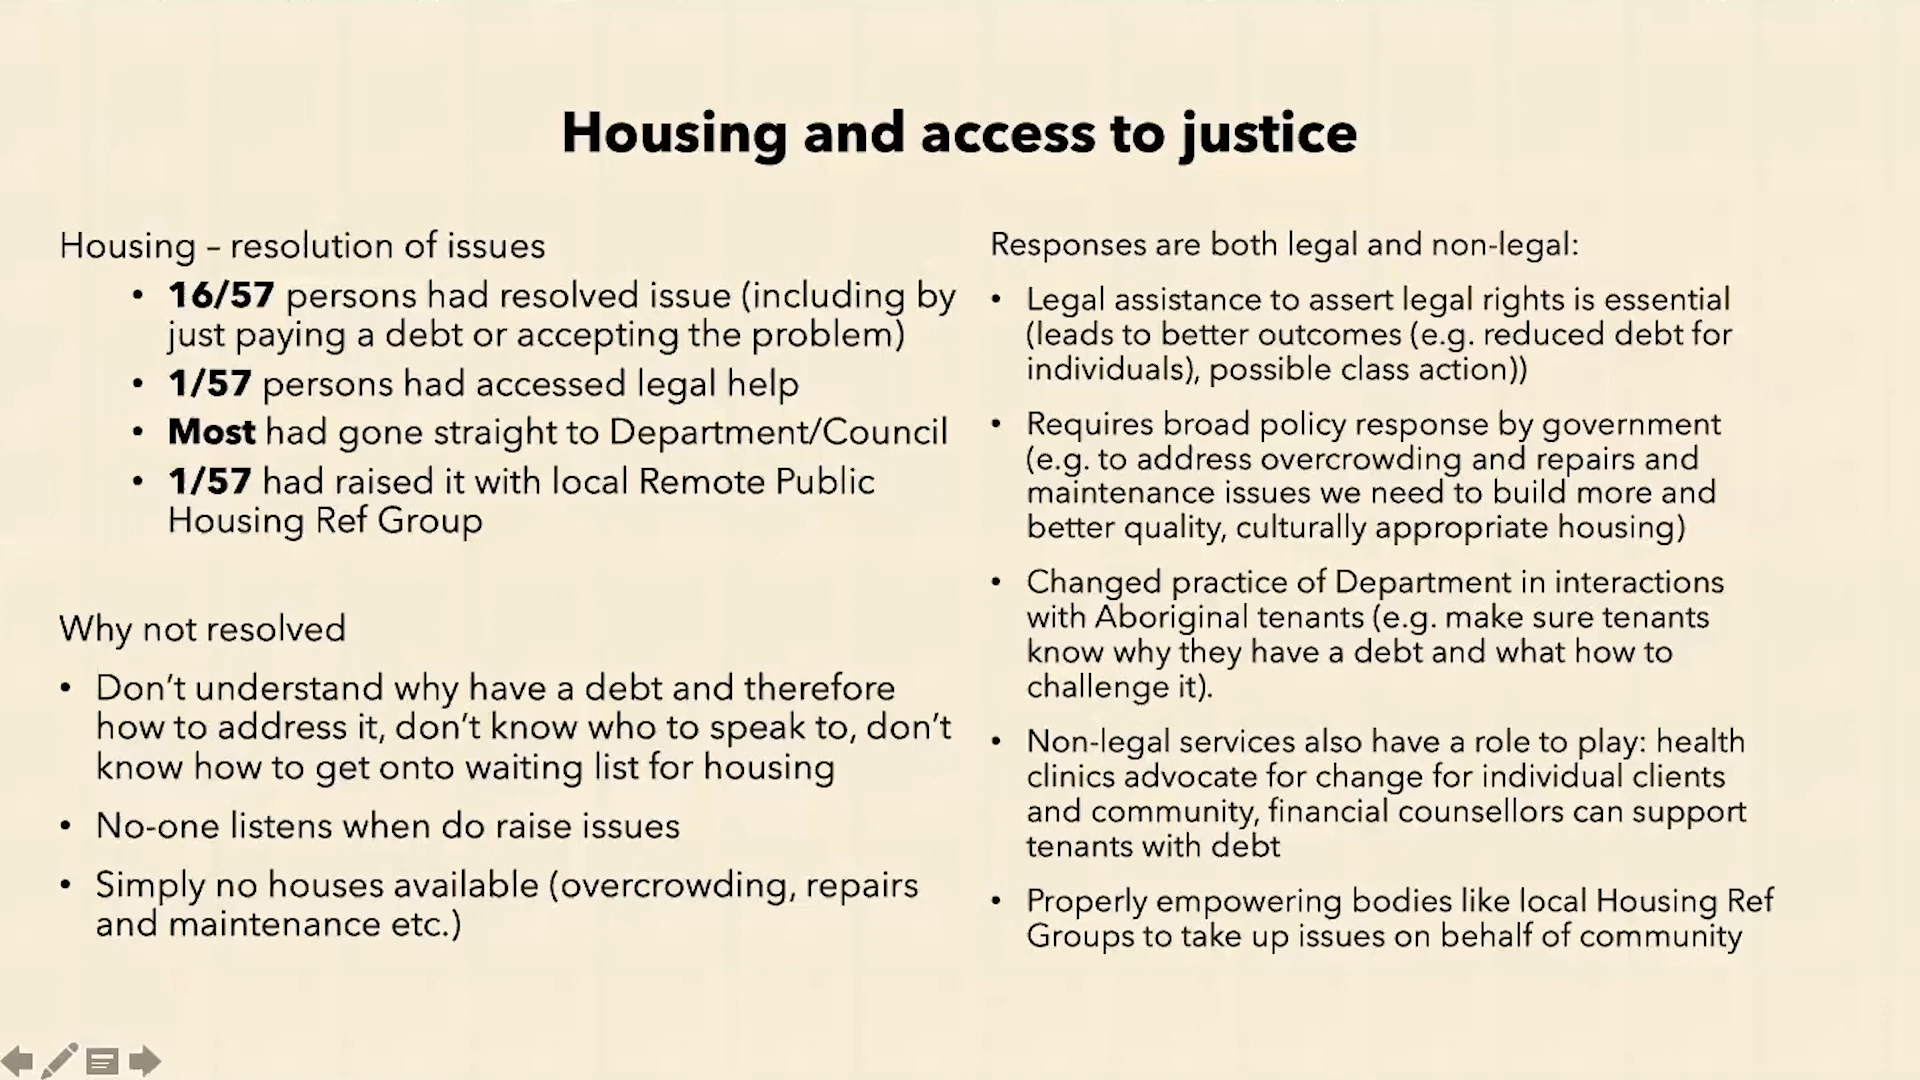 Housing and access to justice
Housing – resolution of issues
• 16/57 persons had resolved issue (including by
just paying a debt or accepting the problem)
• 1/57 persons had accessed legal help
• Most had gone straight to Department/Council
• 1/57 had raised it with local Remote Public
Housing Ref Group
Why not resolved
• Don’t understand why have a debt and therefore
how to address it, don’t know who to speak to, don’t
know how to get onto waiting list for housing
• No-one listens when do raise issues
• Simply no houses available (overcrowding, repairs
and maintenance etc.)
Responses are both legal and non-legal:
• Legal assistance to assert legal rights is essential
(leads to better outcomes (e.g. reduced debt for
individuals), possible class action))
• Requires broad policy response by government
(e.g. to address overcrowding and repairs and
maintenance issues we need to build more and
better quality, culturally appropriate housing)
• Changed practice of Department in interactions
with Aboriginal tenants (e.g. make sure tenants
know why they have a debt and what how to
challenge it).
• Non-legal services also have a role to play: health
clinics advocate for change for individual clients
and community, financial counsellors can support
tenants with debt
• Properly empowering bodies like local Housing Ref
Groups to take up issues on behalf of community